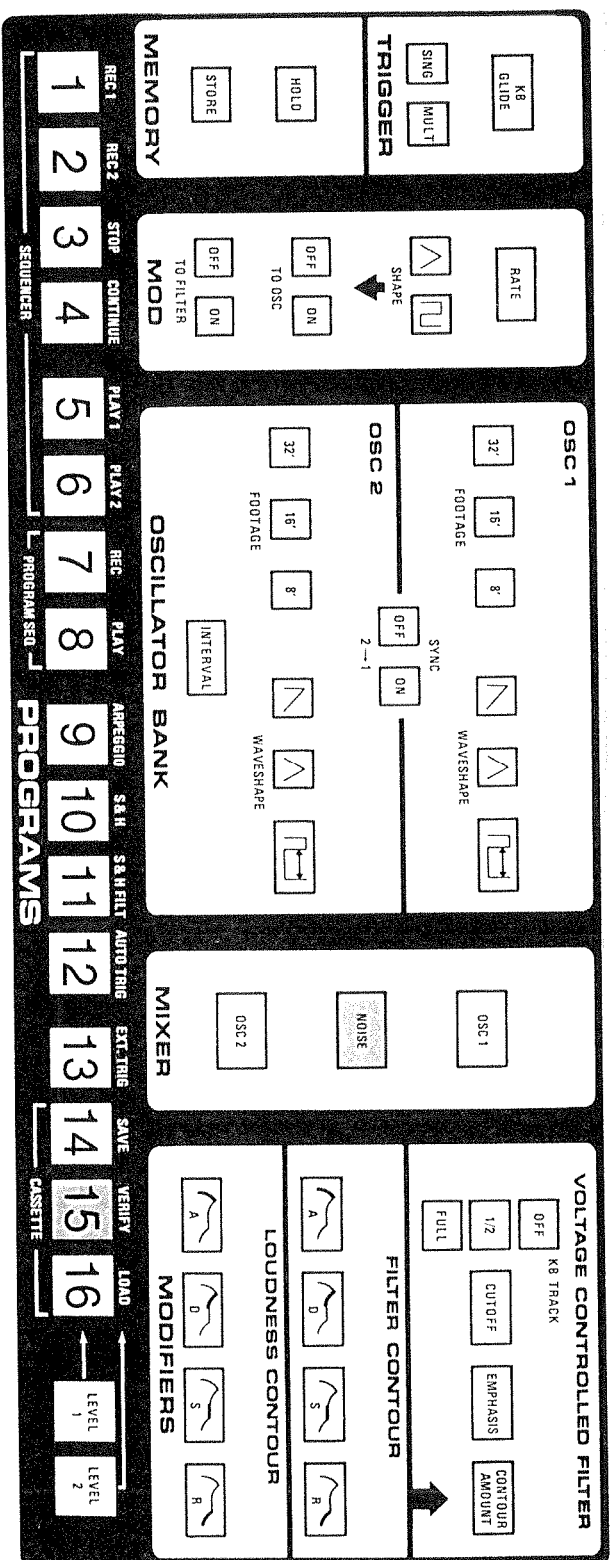 KB
GLIDE
SING
MULT
TRIGGER
HOLD
STORE
MEMORY
RATE
SHAPE
OFF
ON
TO OSC
OFF
ON
TO FILTER
MOD
OSC 1
32'
16'
8'
FOOTAGE
WAVESHAPE
SYNC
OFF
ON
2→1
OSC 2
32'
16'
8'
FOOTAGE
WAVESHAPE
INTERVAL
OSCILLATOR BANK
OSC 1
NOISE
OSC 2
MIXER
VOLTAGE CONTROLLED FILTER
KB TRACK
OFF
1/2
FULL
CUTOFF
EMPHASIS
CONTOUR
AMOUNT
FILTER CONTOUR
A
D
S
R
LOUDNESS CONTOUR
A
D
S
R
MODIFIERS
REC 1
REC 2
STOP
CONTINUE
PLAY 1
PLAY 2
REC
PLAY
ARPEGGIO
S & H
S & H FILT
AUTO TRIG
EXT. TRIG
SAVE
VERIFY
LOAD
1
2
3
4
5
6
7
8
9
10
11
12
13
14
15
16
LEVEL
1
LEVEL
2
SEQUENCER
PROGRAM SEQ
PROGRAMS
CASSETTE